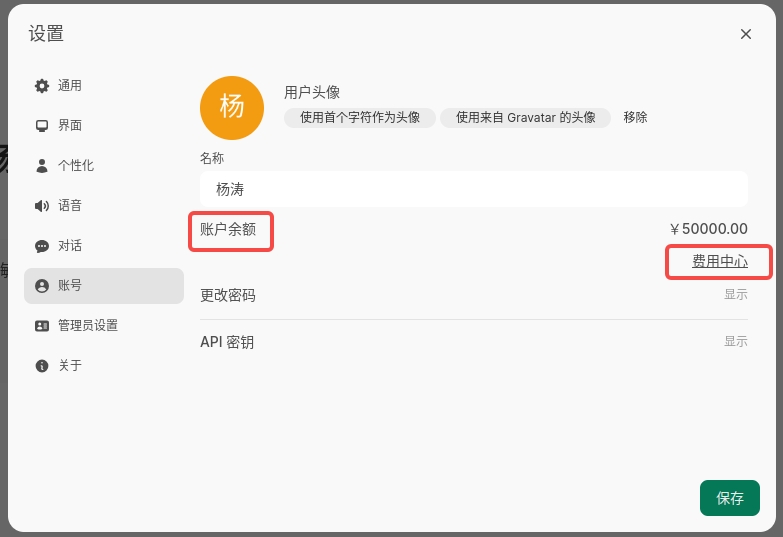 设置
通用
界面
个性化
语音
对话
账号
管理员设置
关于
杨
用户头像
使用首个字符作为头像 使用来自 Gravatar 的头像 移除
名称
杨涛
账户余额 ￥50000.00
费用中心
更改密码 显示
API 密钥 显示
保存